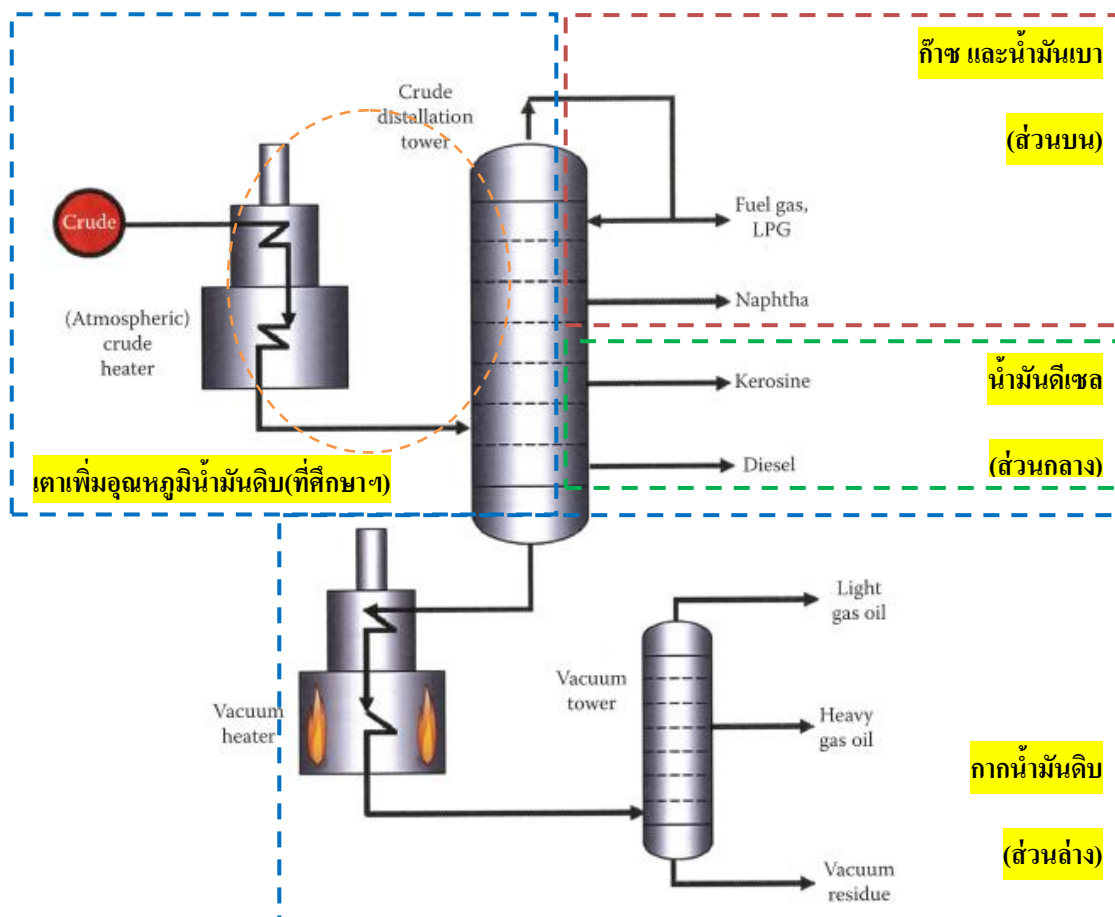 ก๊าซ และน้ำมันเบา
(ส่วนบน)
Crude
distallation
tower
Crude
Fuel gas,
LPG
Naphtha
(Atmospheric)
crude
heater
Kerosine
น้ำมันดีเซล
(ส่วนกลาง)
Diesel
เตาเพิ่มอุณหภูมิน้ำมันดิบ(ที่ศึกษาฯ)
Light
gas oil
Vacuum
tower
Vacuum
heater
Heavy
gas oil
กากน้ำมันดิบ
(ส่วนล่าง)
Vacuum
residue